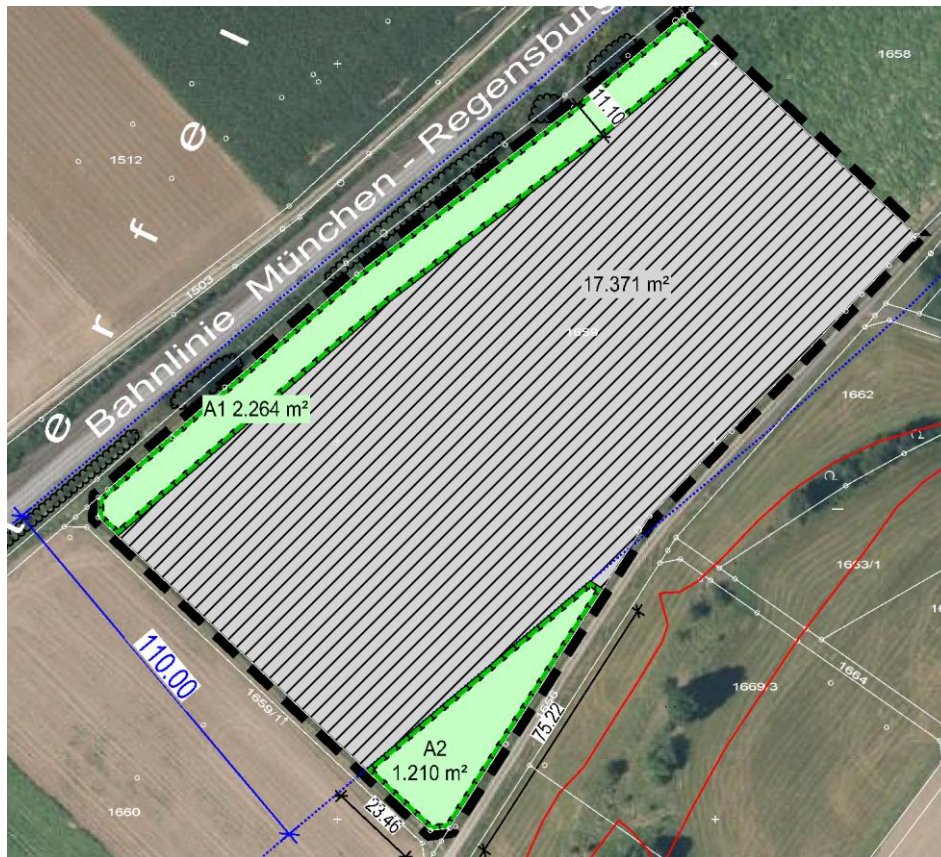 1658
1512
11.10
Bahnlinie München - Regensburg
e r f e l
1503
17.371 m²
1659
1662
A1 2.264 m²
1663/1
110.00
1659/1
1664
1669/3
75.22
A2
1.210 m²
23.46
1660